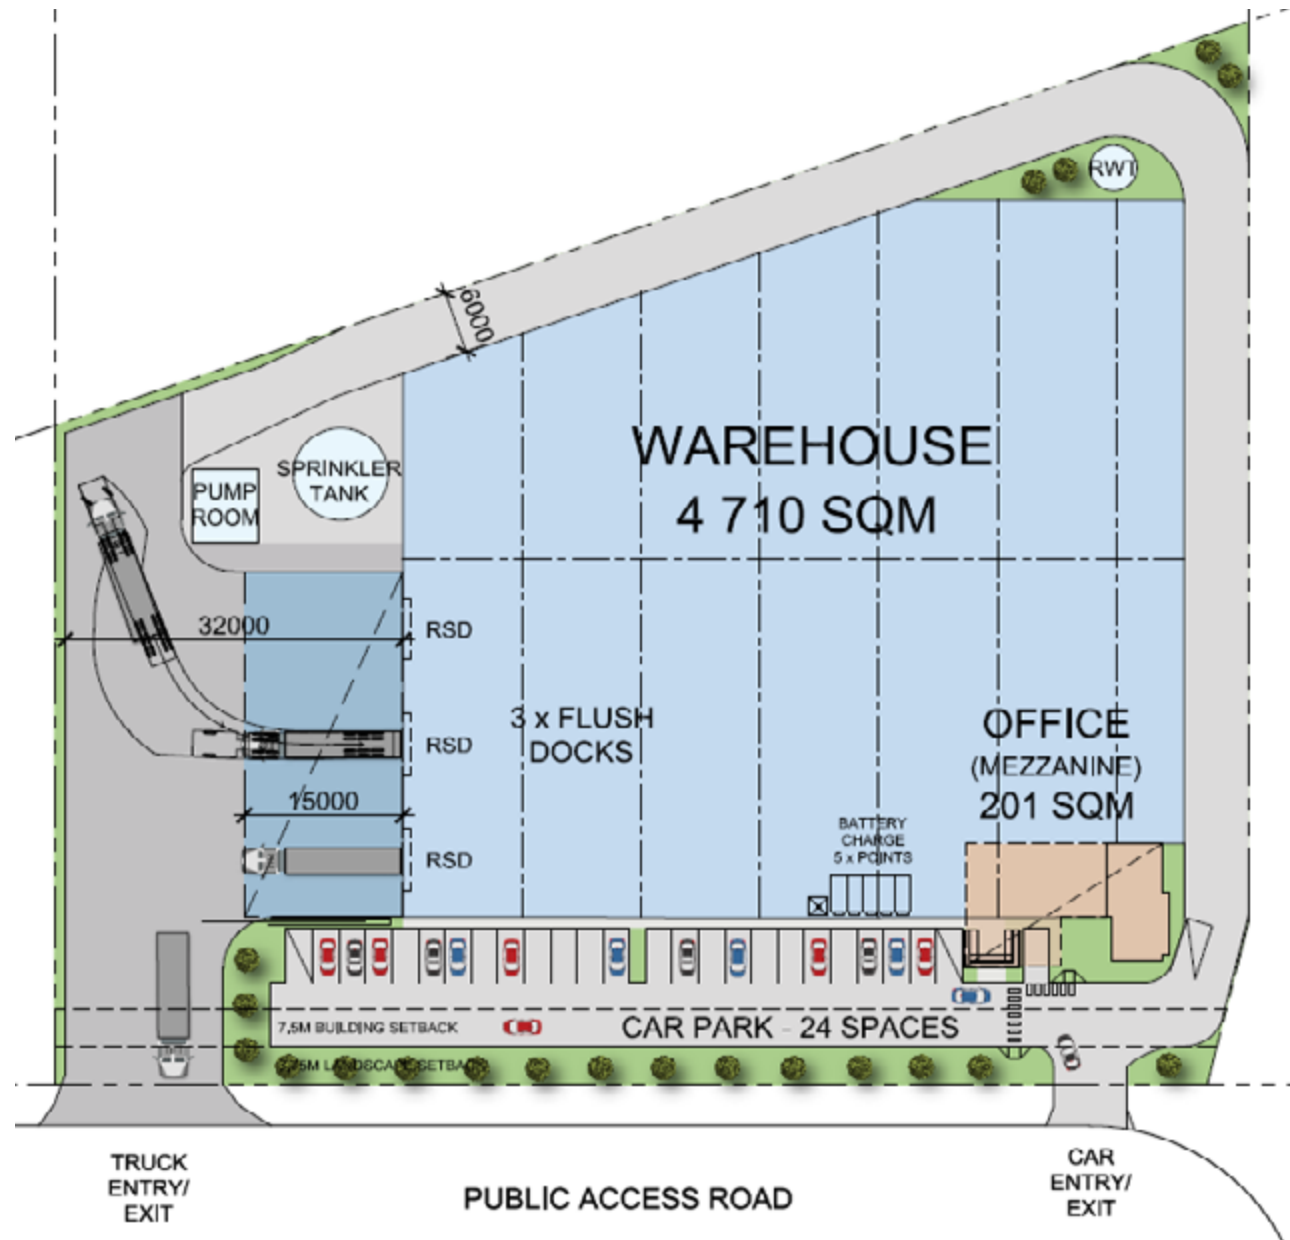 RWT
6000
WAREHOUSE
4 710 SQM
SPRINKLER
TANK
PUMP
ROOM
32000
RSD
3 x FLUSH
DOCKS
RSD
OFFICE
(MEZZANINE)
201 SQM
15000
BATTERY
CHARGE
5 x POINTS
RSD
7,5M BUILDING SETBACK
CAR PARK - 24 SPACES
LANDSCAPE SETBACK
TRUCK
ENTRY/
EXIT
PUBLIC ACCESS ROAD
CAR
ENTRY/
EXIT